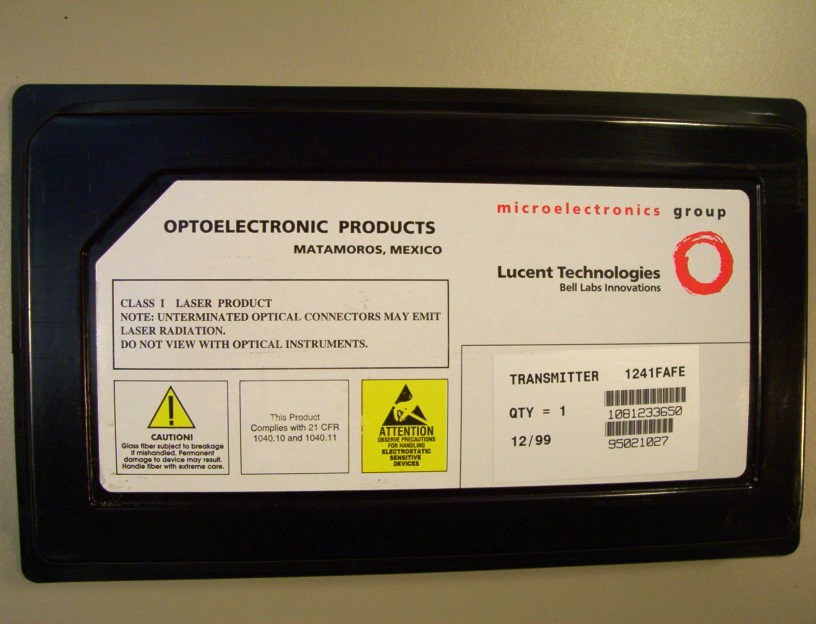 OPTOELECTRONIC PRODUCTS
MATAMOROS, MEXICO
microelectronics group
Lucent Technologies
Bell Labs Innovations
CLASS I LASER PRODUCT
NOTE: UNTERMINATED OPTICAL CONNECTORS MAY EMIT
LASER RADIATION.
DO NOT VIEW WITH OPTICAL INSTRUMENTS.
CAUTION!
Glass fiber subject to breakage
if mishandled. Permanent
damage to device may result.
Handle fiber with extreme care.
This Product
Complies with 21 CFR
1040.10 and 1040.11
ATTENTION
OBSERVE PRECAUTIONS
FOR HANDLING
ELECTROSTATIC
SENSITIVE
DEVICES
TRANSMITTER 1241FAFE
QTY = 1 1081233650
12/99 95021027